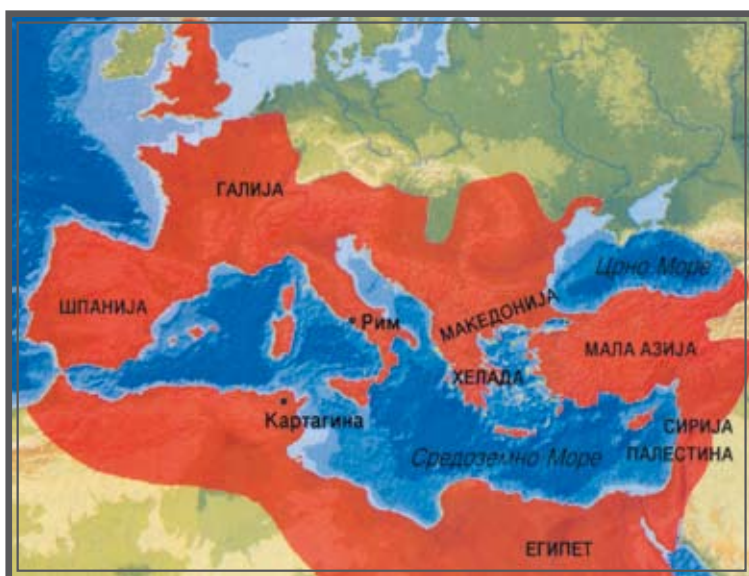 ГАЛИЈА
Црно Море
ШПАНИЈА
Рим
МАКЕДОНИЈА
МАЛА АЗИЈА
ХЕЛАДА
Картагина
СИРИЈА
Средоземно Море
ПАЛЕСТИНА
ЕГИПЕТ